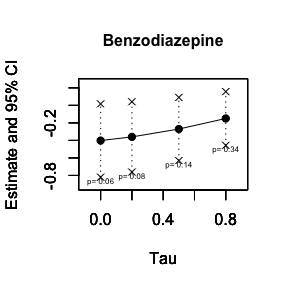 Benzodiazepine
Estimate and 95% CI
-0.2
-0.8
p= 0.06
p= 0.08
p= 0.14
p= 0.34
0.0
0.4
0.8
Tau